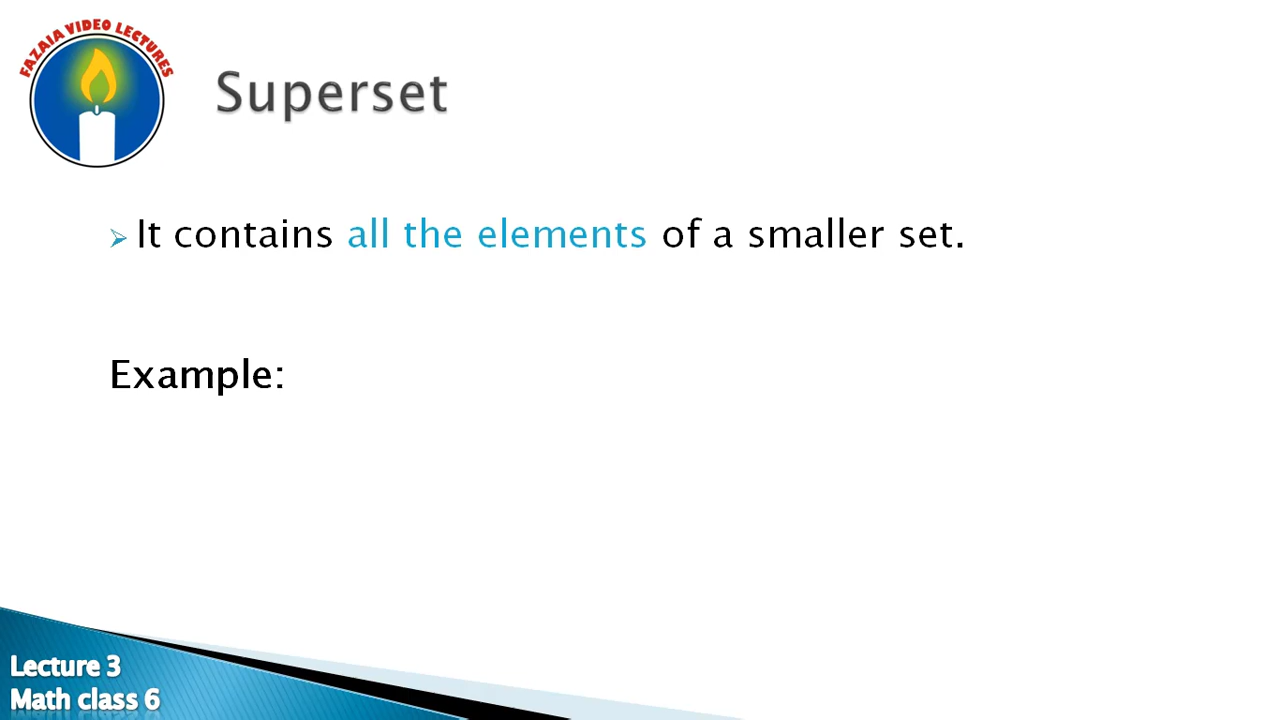 FAZAIA VIDEO LECTURES
Superset
It contains all the elements of a smaller set.
Example:
Lecture 3
Math class 6